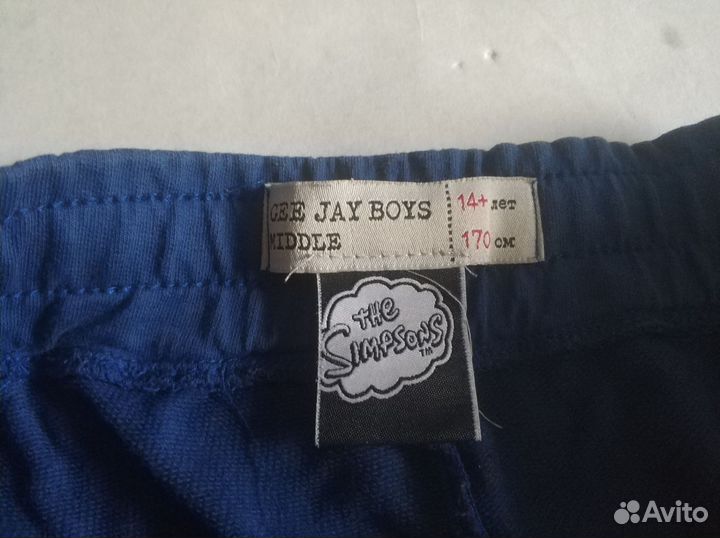 GEE JAY BOYS 14+ лет
MIDDLE 170 см
THE
SIMPSONS
TM
Avito